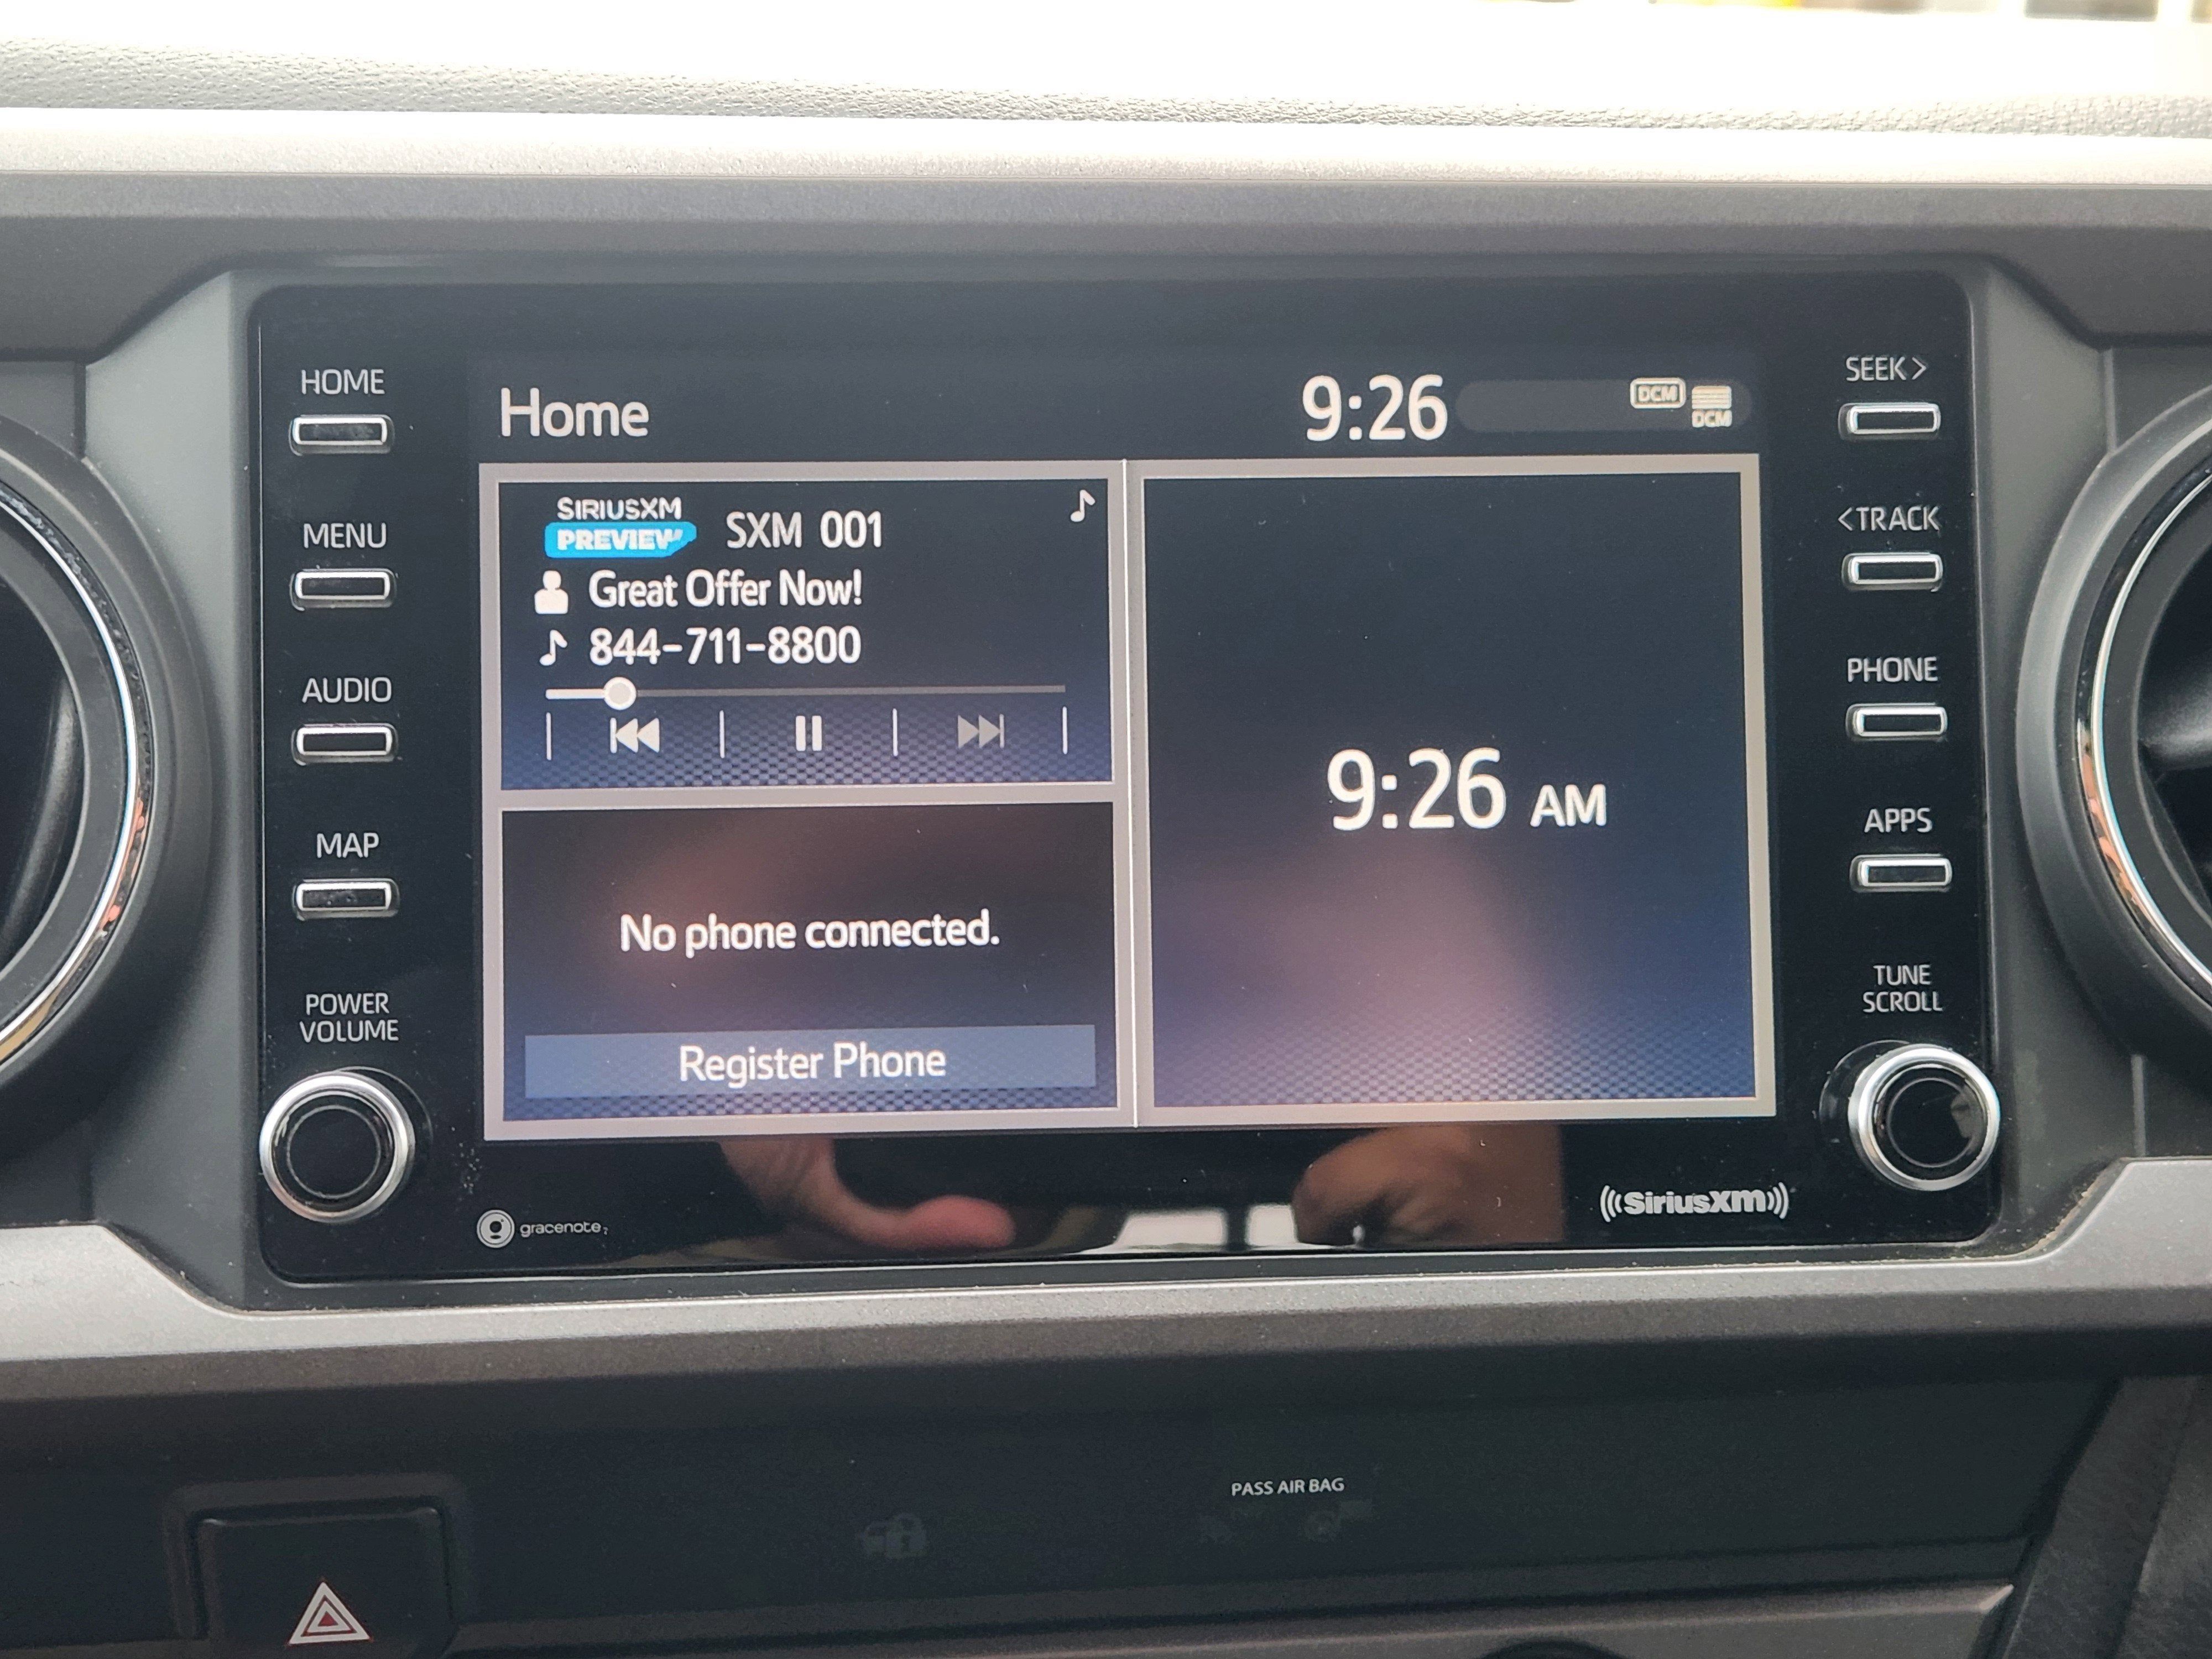 HOME
MENU
AUDIO
MAP
POWER
VOLUME
Home
9:26
DCM
DCM
SIRIUSXM
PREVIEW
SXM 001
Great Offer Now!
844-711-8800
No phone connected.
Register Phone
9:26 AM
SEEK >
< TRACK
PHONE
APPS
TUNE
SCROLL
gracenote
((SiriusXM))
PASS AIR BAG